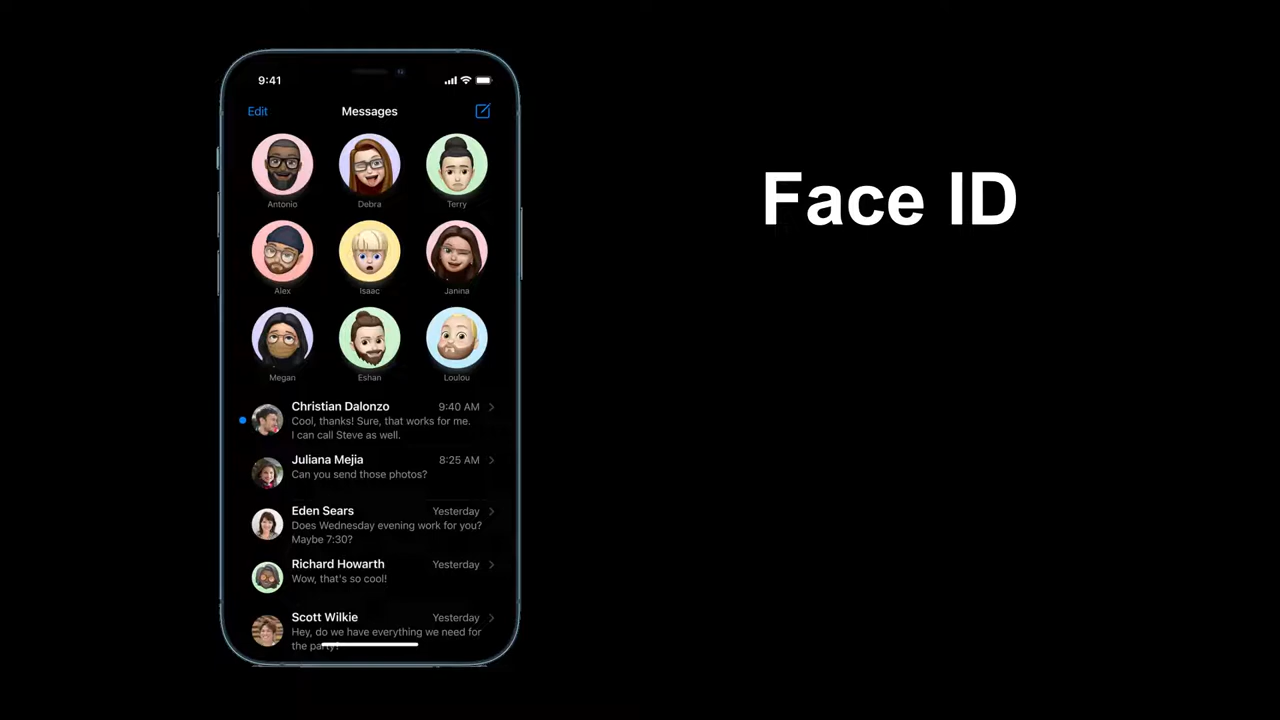 9:41
Edit
Messages
Antonio
Debra
Terry
Alex
Isaac
Janina
Megan
Eshan
Loulou
Christian Dalonzo
9:40 AM
Cool, thanks! Sure, that works for me.
I can call Steve as well.
Juliana Mejia
8:25 AM
Can you send those photos?
Eden Sears
Yesterday
Does Wednesday evening work for you?
Maybe 7:30?
Richard Howarth
Yesterday
Wow, that's so cool!
Scott Wilkie
Yesterday
Hey, do we have everything we need for
the party?
Face ID